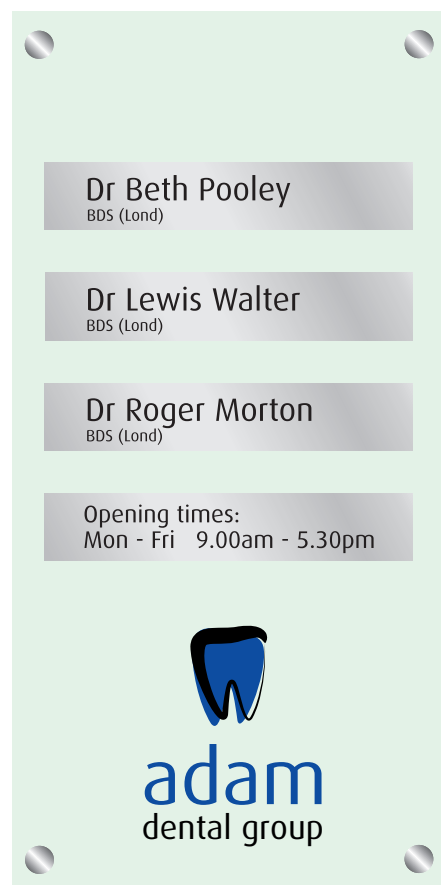 Dr Beth Pooley
BDS (Lond)
Dr Lewis Walter
BDS (Lond)
Dr Roger Morton
BDS (Lond)
Opening times:
Mon - Fri 9.00am - 5.30pm
adam
dental group